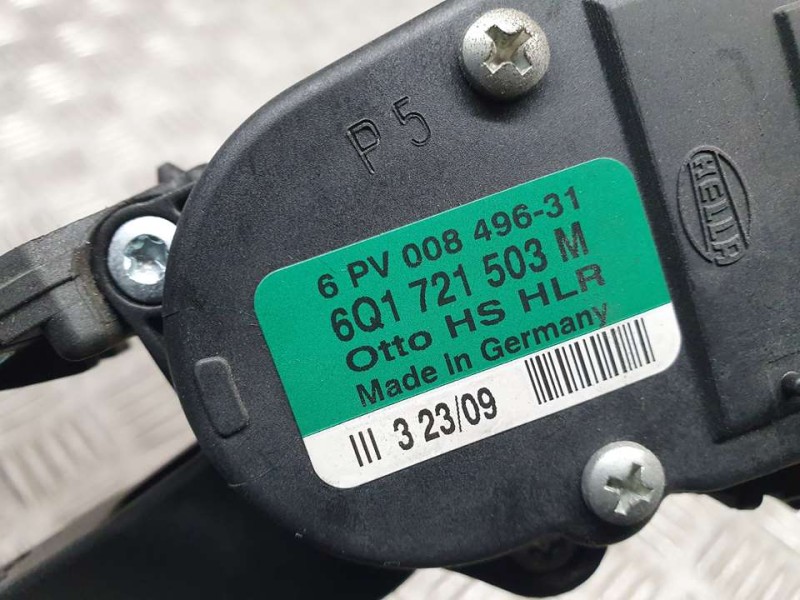 P 5
HELLA
6 PV 008 496-31
6Q1 721 503 M
Otto HS HLR
Made In Germany
3 23/09